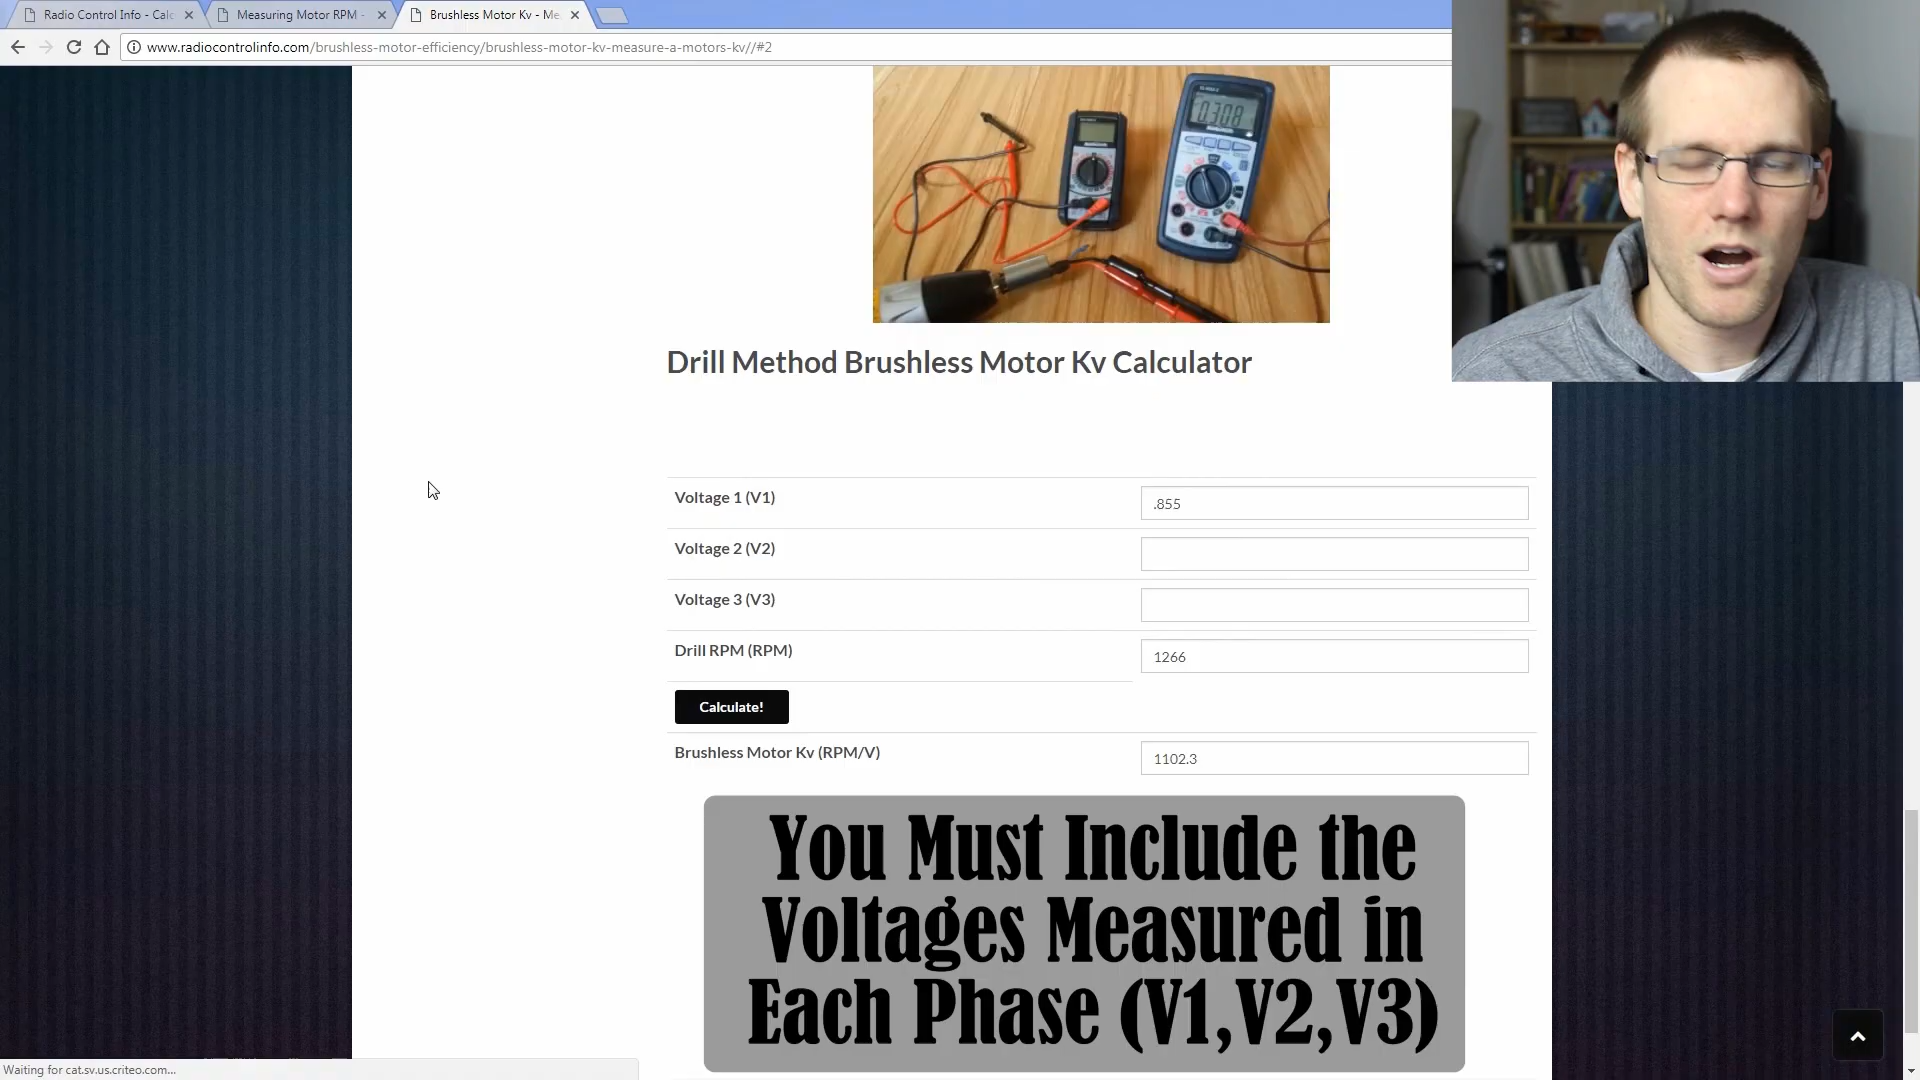 Radio Control Info - Calc
Measuring Motor RPM -
Brushless Motor Kv - Me
www.radiocontrolinfo.com/brushless-motor-efficiency/brushless-motor-kv-measure-a-motors-kv//#2
0.308
Drill Method Brushless Motor Kv Calculator
Voltage 1 (V1)
.855
Voltage 2 (V2)
Voltage 3 (V3)
Drill RPM (RPM)
1266
Calculate!
Brushless Motor Kv (RPM/V)
1102.3
You Must Include the
Voltages Measured in
Each Phase (V1,V2,V3)
Waiting for cat.sv.us.criteo.com...